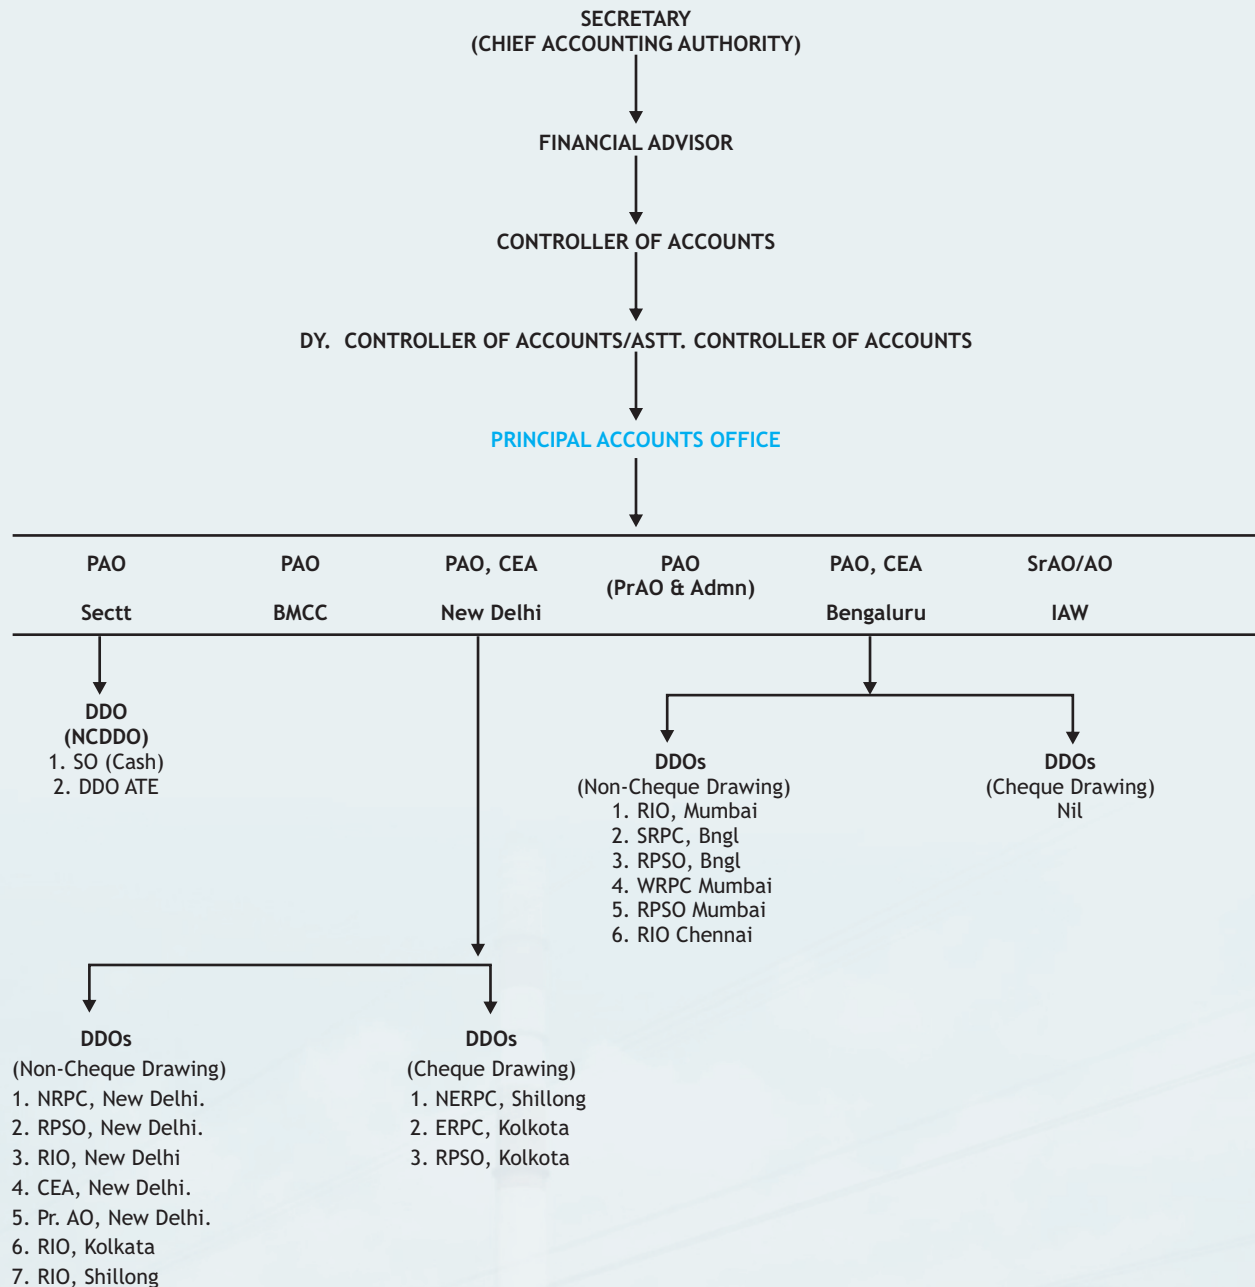 SECRETARY
(CHIEF ACCOUNTING AUTHORITY)
FINANCIAL ADVISOR
CONTROLLER OF ACCOUNTS
DY. CONTROLLER OF ACCOUNTS/ASTT. CONTROLLER OF ACCOUNTS
PRINCIPAL ACCOUNTS OFFICE
PAO
Sectt
PAO
BMCC
PAO, CEA
New Delhi
PAO
(PrAO & Admn)
PAO, CEA
Bengaluru
SrAO/AO
IAW
DDO
(NCDDO)
1. SO (Cash)
2. DDO ATE
DDOs
(Non-Cheque Drawing)
1. RIO, Mumbai
2. SRPC, Bngl
3. RPSO, Bngl
4. WRPC Mumbai
5. RPSO Mumbai
6. RIO Chennai
DDOs
(Cheque Drawing)
Nil
DDOs
(Non-Cheque Drawing)
1. NRPC, New Delhi.
2. RPSO, New Delhi.
3. RIO, New Delhi
4. CEA, New Delhi.
5. Pr. AO, New Delhi.
6. RIO, Kolkata
7. RIO, Shillong
DDOs
(Cheque Drawing)
1. NERPC, Shillong
2. ERPC, Kolkota
3. RPSO, Kolkota